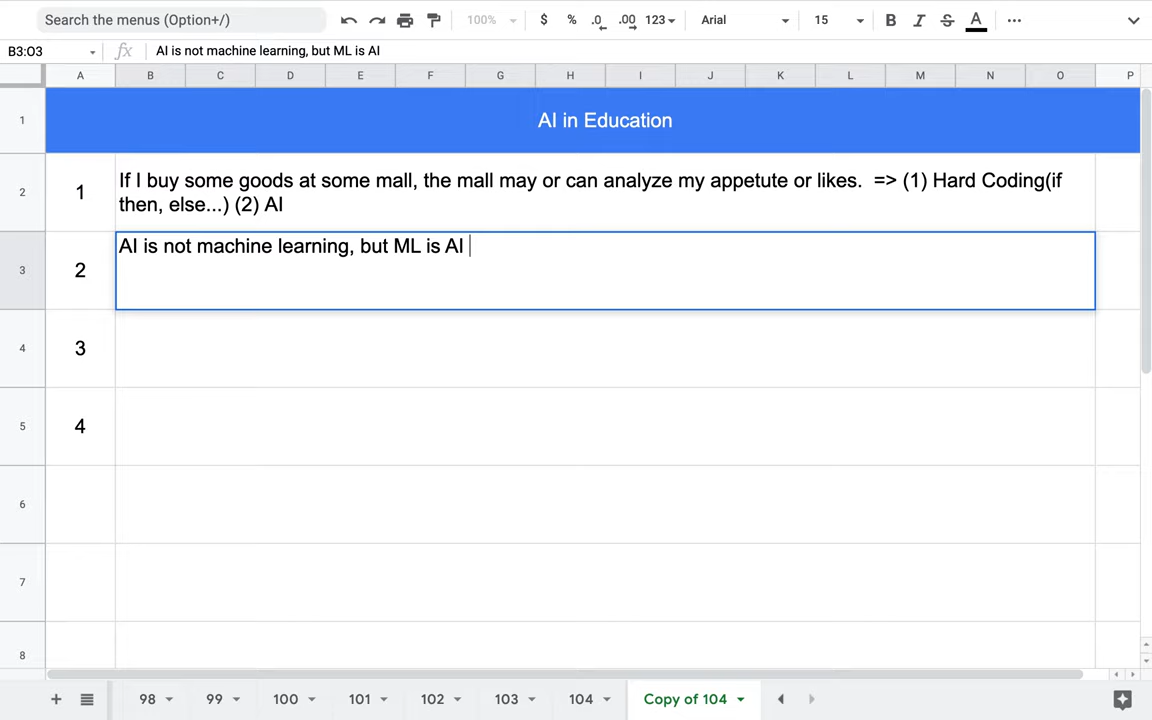 Search the menus (Option+/)
100%
$ % .0 .00 123
Arial
15
B I S A
B3:O3
fx
AI is not machine learning, but ML is AI
A B C D E F G H I J K L M N O P
1
AI in Education
2
1
If I buy some goods at some mall, the mall may or can analyze my appetute or likes.  => (1) Hard Coding(if
then, else...) (2) AI
3
2
AI is not machine learning, but ML is AI
4
3
5
4
6
7
8
+ 98 99 100 101 102 103 104 Copy of 104